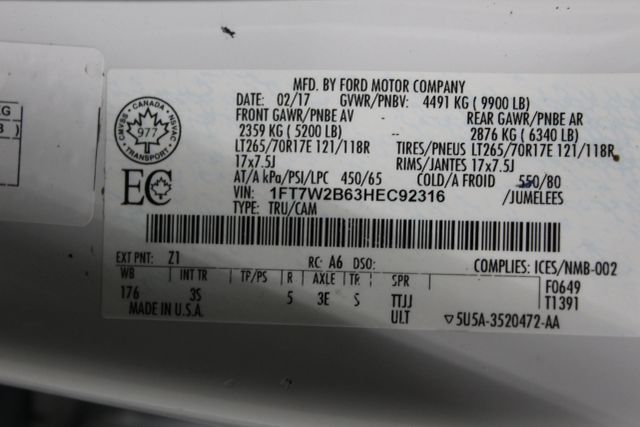 KG
B )
MFD. BY FORD MOTOR COMPANY
DATE: 02/17 GVWR/PNBV: 4491 KG ( 9900 LB)
FRONT GAWR/PNBE AV REAR GAWR/PNBE AR
2359 KG ( 5200 LB) -- 2876 KG ( 6340 LB)
LT265/70R17E 121/118R TIRES/PNEUS LT265/70R17E 121/118R
17x7.5J RIMS/JANTES 17x7.5J
AT/A kPa/PSI/LPC 450/65 COLD/A FROID 550/80
VIN: 1FT7W2B63HEC92316 /JUMELEES
TYPE: TRU/CAM
CANADA
CMVSS NSVAC
977
TRANSPORT
EC
EXT PNT: Z1 RC: A6 DSO: COMPLIES: ICES/NMB-002
WB INT TR TP/PS R AXLE TR SPR F0649
176 3S 5 3E S TTJJ T1391
MADE IN U.S.A. ULT ▽5U5A-3520472-AA